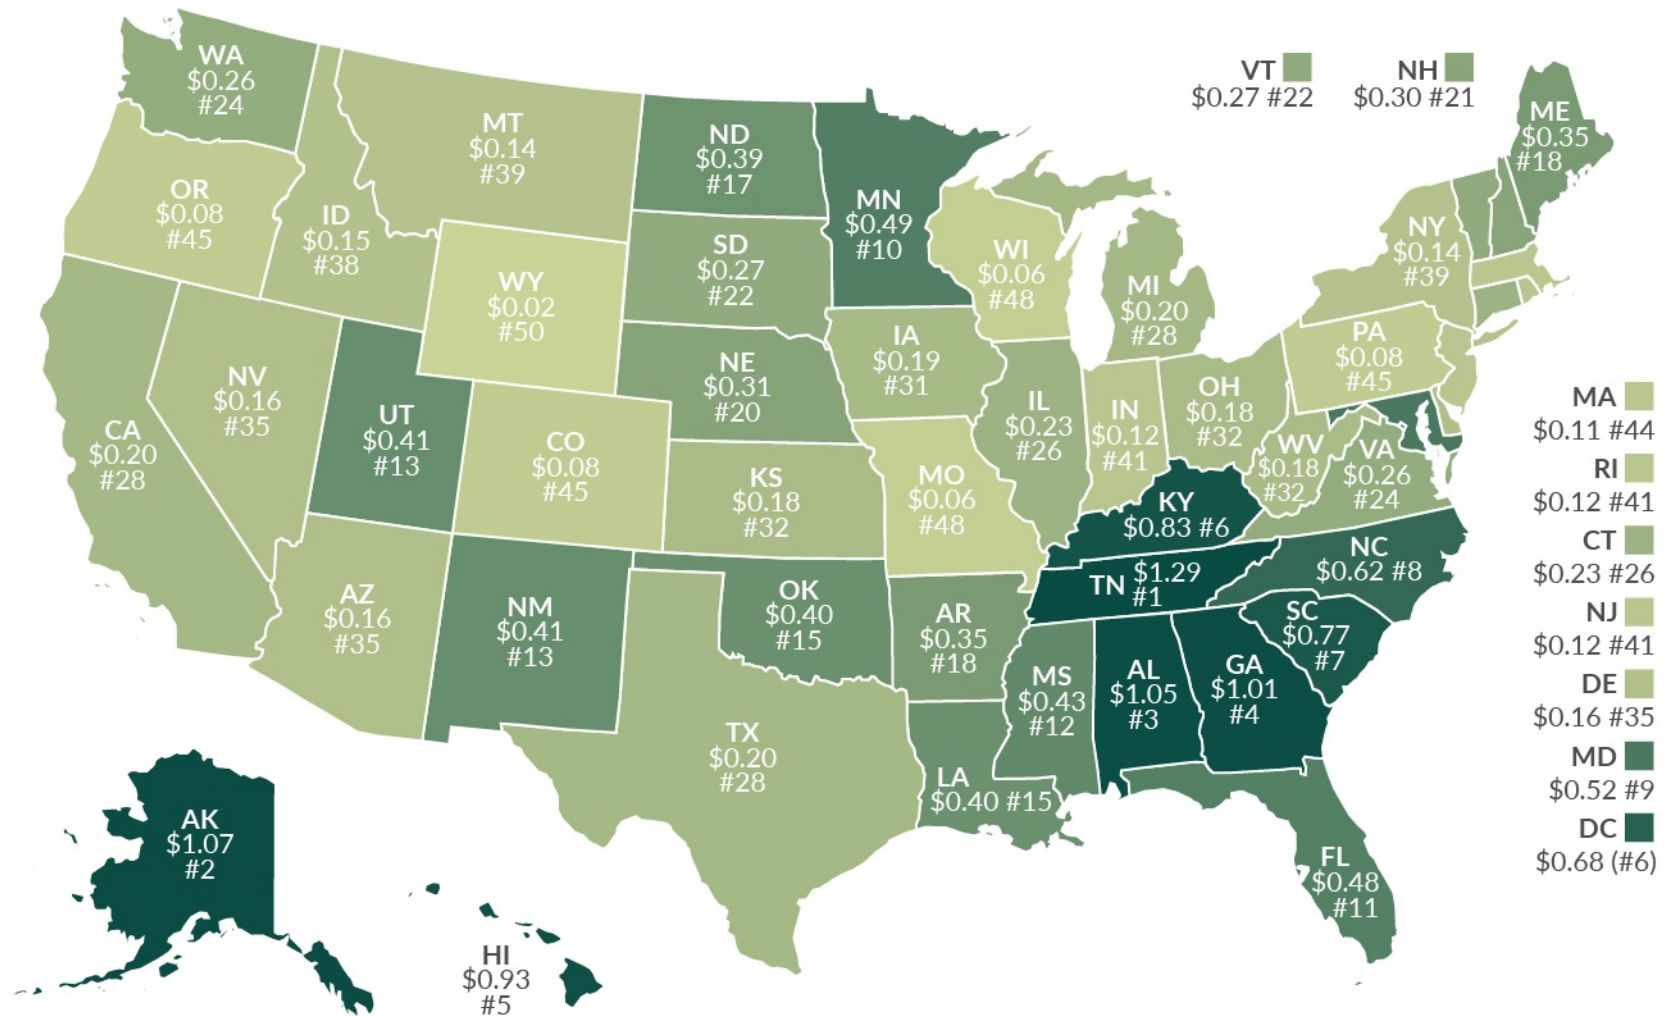 WA
$0.26
#24
OR
$0.08
#45
CA
$0.20
#28
NV
$0.16
#35
ID
$0.15
#38
MT
$0.14
#39
WY
$0.02
#50
UT
$0.41
#13
CO
$0.08
#45
AZ
$0.16
#35
NM
$0.41
#13
ND
$0.39
#17
SD
$0.27
#22
NE
$0.31
#20
KS
$0.18
#32
OK
$0.40
#15
TX
$0.20
#28
MN
$0.49
#10
IA
$0.19
#31
MO
$0.06
#48
AR
$0.35
#18
LA
$0.40 #15
WI
$0.06
#48
IL
$0.23
#26
MI
$0.20
#28
IN
$0.12
#41
OH
$0.18
#32
KY
$0.83 #6
TN $1.29
#1
MS
$0.43
#12
AL
$1.05
#3
GA
$1.01
#4
FL
$0.48
#11
SC
$0.77
#7
NC
$0.62 #8
VA
$0.26
#24
WV
$0.18
#32
PA
$0.08
#45
NY
$0.14
#39
ME
$0.35
#18
VT
$0.27 #22
NH
$0.30 #21
MA
$0.11 #44
RI
$0.12 #41
CT
$0.23 #26
NJ
$0.12 #41
DE
$0.16 #35
MD
$0.52 #9
DC
$0.68 (#6)
AK
$1.07
#2
HI
$0.93
#5